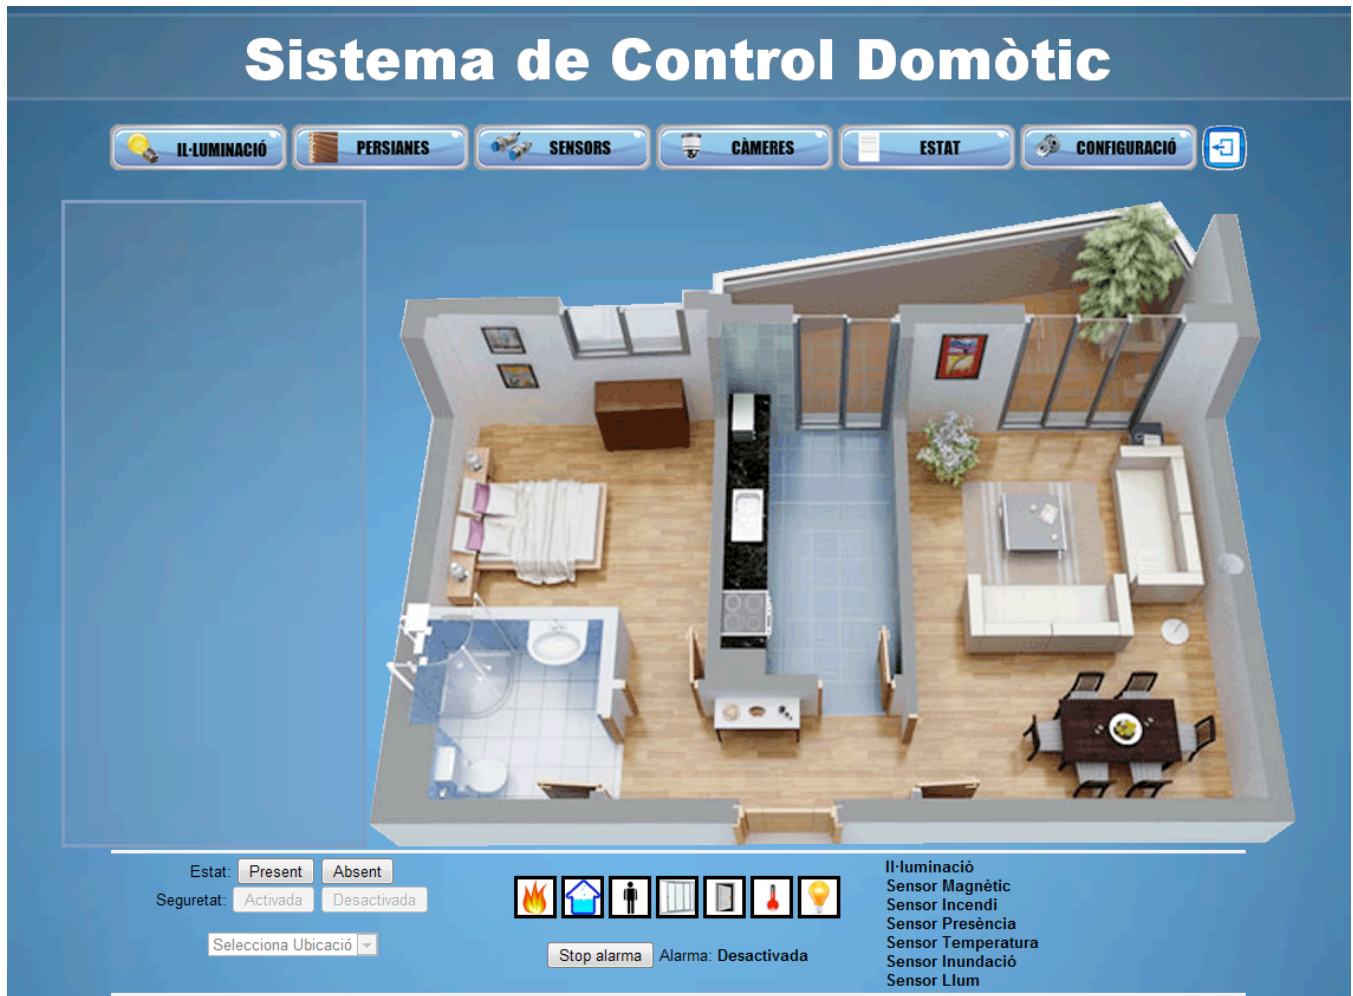 Sistema de Control Domòtic
IL·LUMINACIÓ PERSIANES SENSORS CÀMERES ESTAT CONFIGURACIÓ
Estat: Present Absent
Seguretat: Activada Desactivada
Selecciona Ubicació
Stop alarma Alarma: Desactivada
Il·luminació
Sensor Magnètic
Sensor Incendi
Sensor Presència
Sensor Temperatura
Sensor Inundació
Sensor Llum